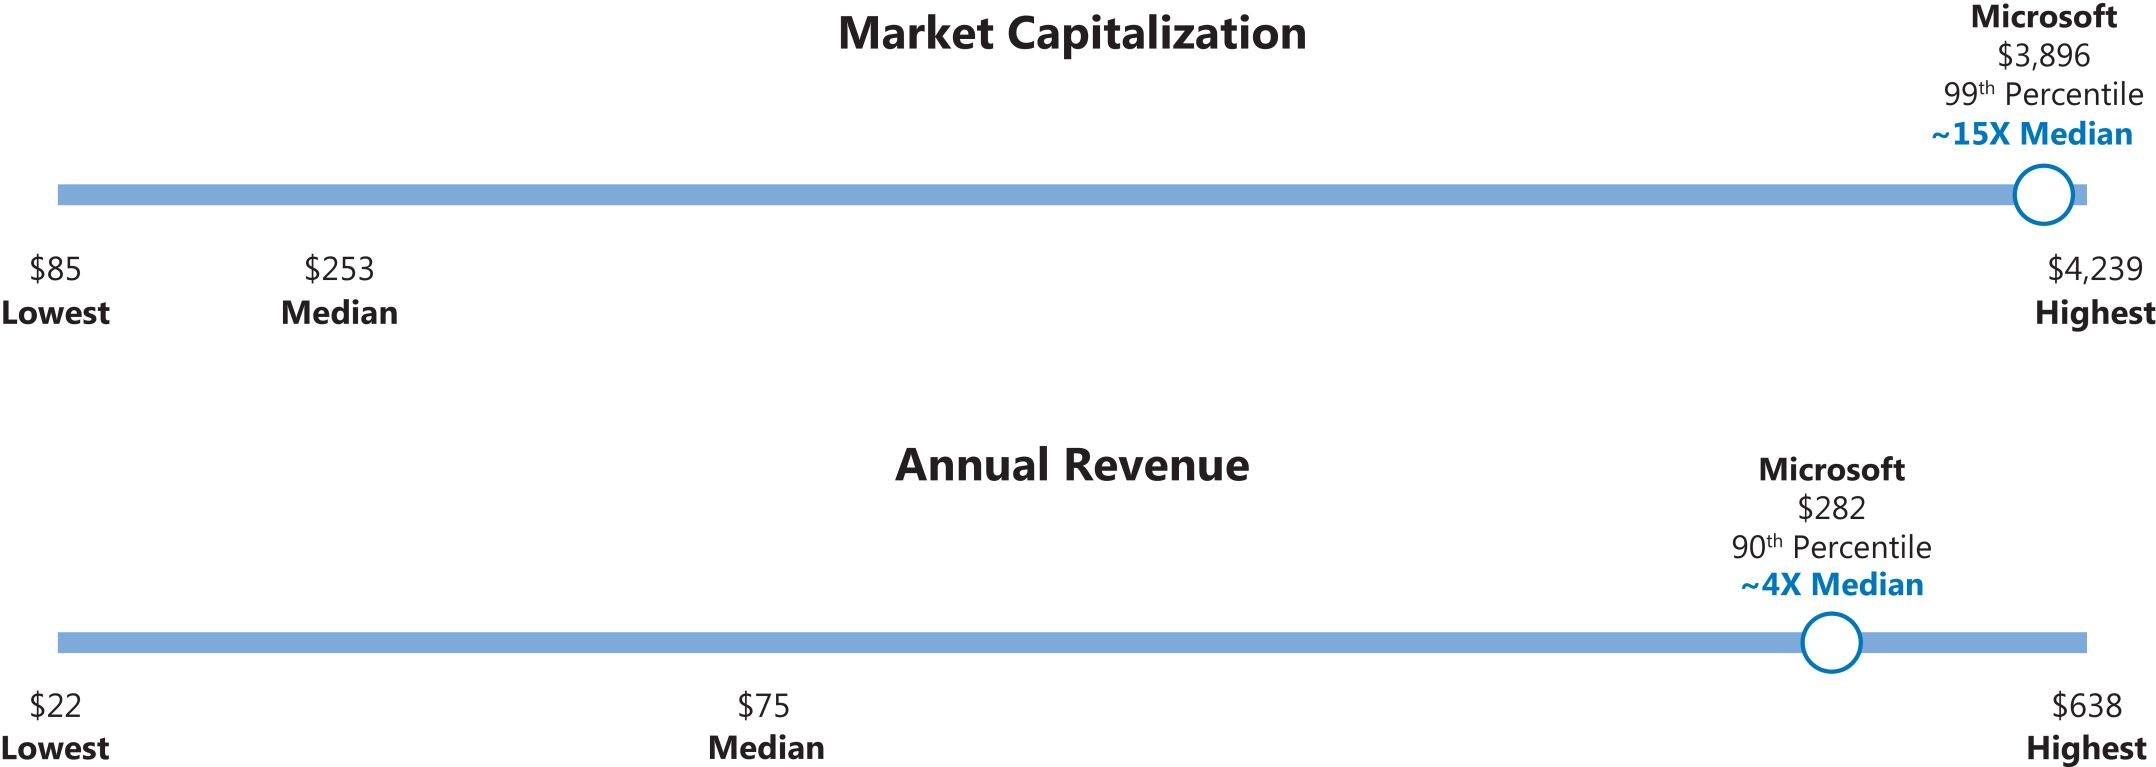 Market Capitalization
Microsoft
$3,896
99th Percentile
~15X Median
$85
Lowest
$253
Median
$4,239
Highest
Annual Revenue
Microsoft
$282
90th Percentile
~4X Median
$22
Lowest
$75
Median
$638
Highest